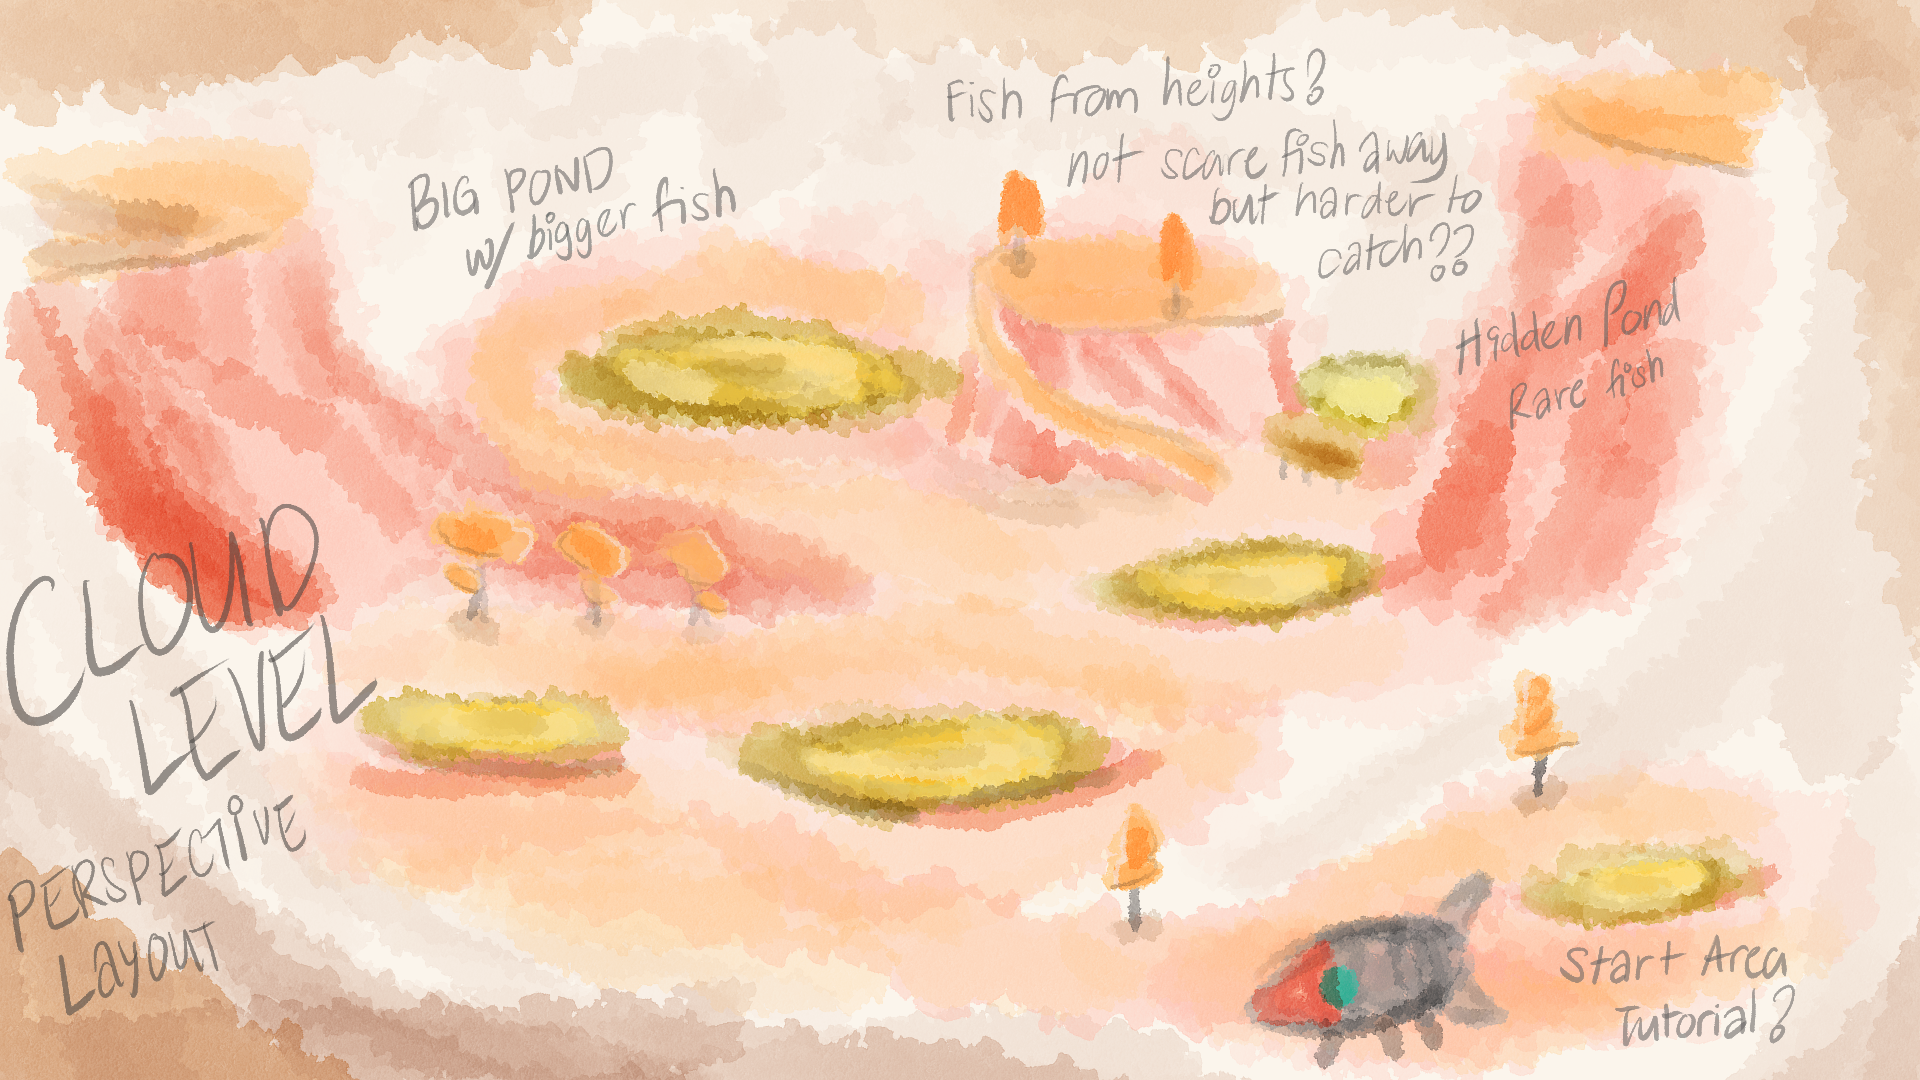 Fish from heights?
not scare fish away
but harder to
catch??
BIG POND
w/ bigger fish
Hidden Pond
Rare fish
CLOUD
LEVEL
PERSPECTIVE
LAYOUT
Start Area
Tutorial?